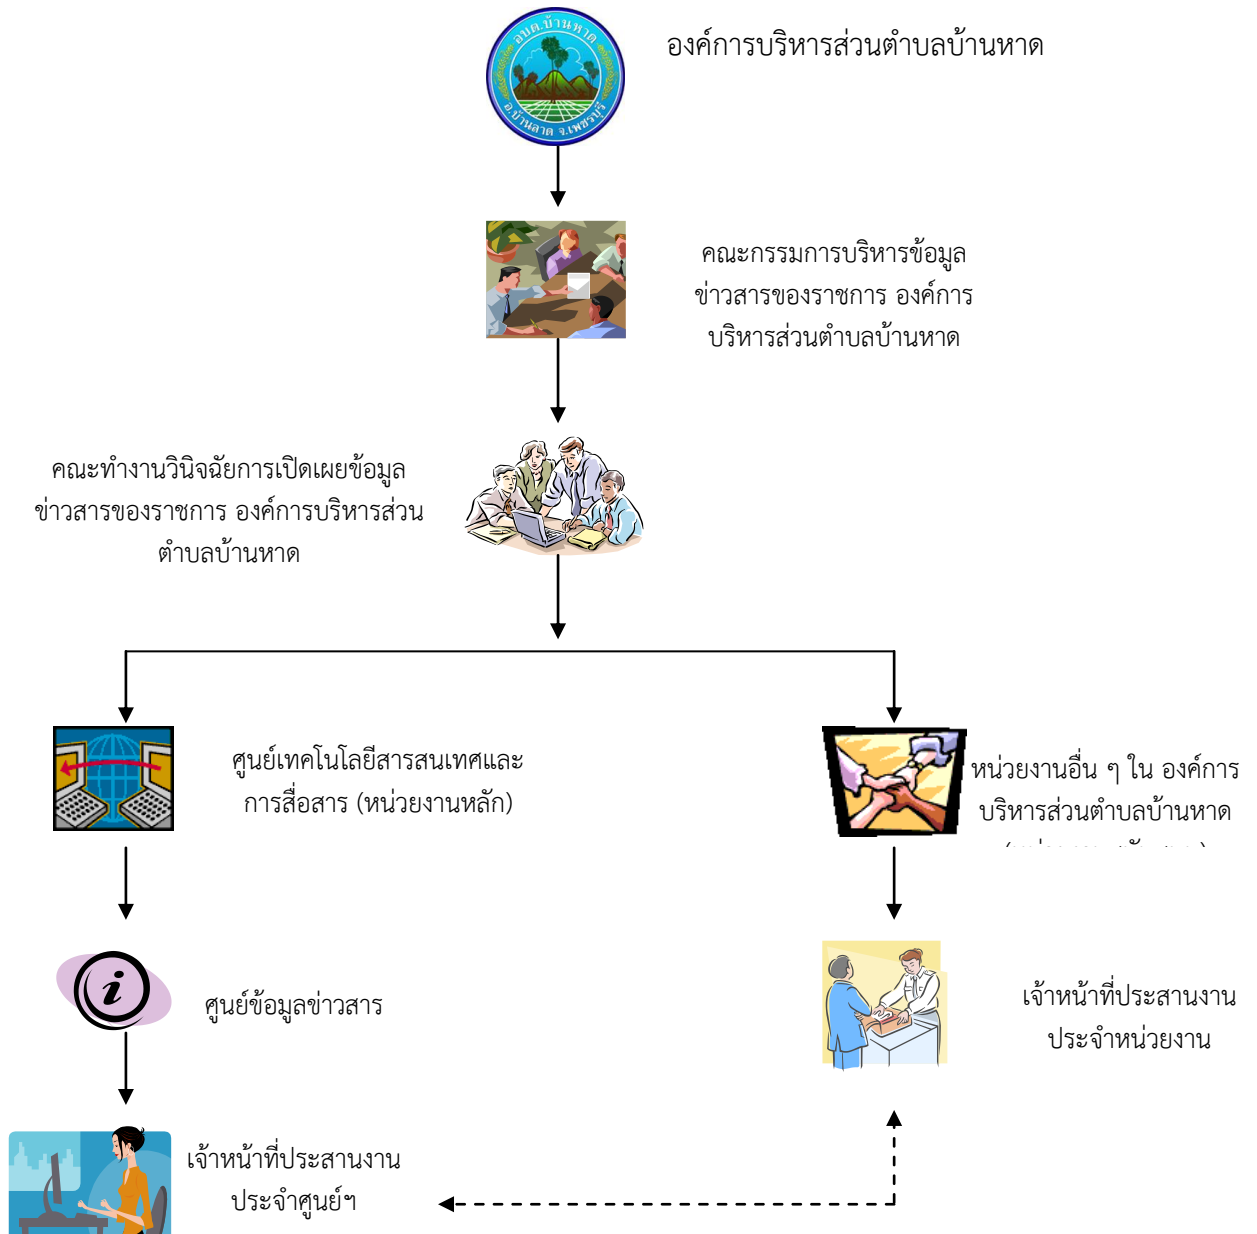 อบต.บ้านหาด
อ.บ้านลาด จ.เพชรบุรี
องค์การบริหารส่วนตำบลบ้านหาด
คณะกรรมการบริหารข้อมูล
ข่าวสารของราชการ องค์การ
บริหารส่วนตำบลบ้านหาด
คณะทำงานวินิจฉัยการเปิดเผยข้อมูล
ข่าวสารของราชการ องค์การบริหารส่วน
ตำบลบ้านหาด
ศูนย์เทคโนโลยีสารสนเทศและ
การสื่อสาร (หน่วยงานหลัก)
หน่วยงานอื่น ๆ ใน องค์การ
บริหารส่วนตำบลบ้านหาด
ศูนย์ข้อมูลข่าวสาร
เจ้าหน้าที่ประสานงาน
ประจำหน่วยงาน
เจ้าหน้าที่ประสานงาน
ประจำศูนย์ฯ